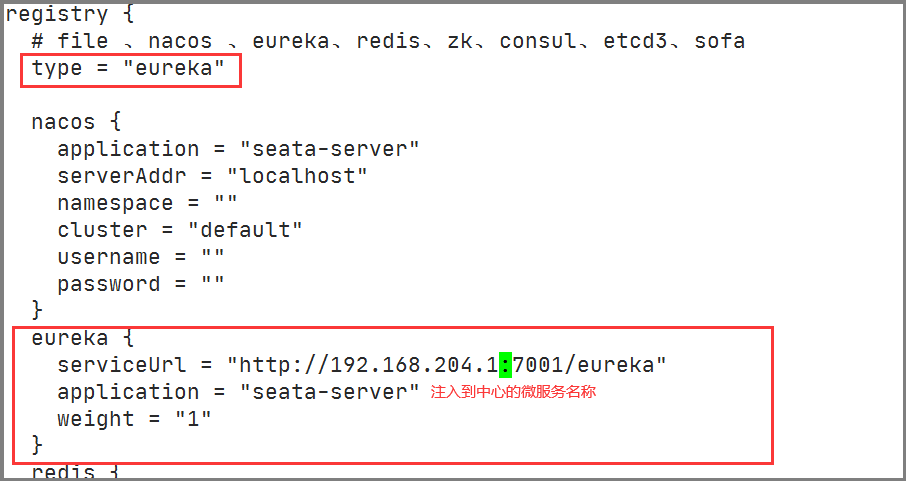 registry {
# file 、nacos 、eureka、redis、zk、consul、etcd3、sofa
type = "eureka"
nacos {
application = "seata-server"
serverAddr = "localhost"
namespace = ""
cluster = "default"
username = ""
password = ""
}
eureka {
serviceUrl = "http://192.168.204.1:7001/eureka"
application = "seata-server" 注入到中心的微服务名称
weight = "1"
}
redis {